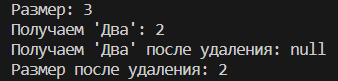 Размер: 3
Получаем 'Два': 2
Получаем 'Два' после удаления: null
Размер после удаления: 2